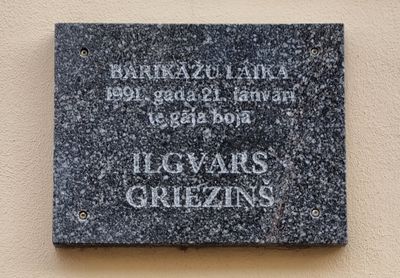 BARIKĀŽU LAIKĀ
1991. gada 21. janvārī
te gāja bojā
ILGVARS
GRIEZIŅŠ